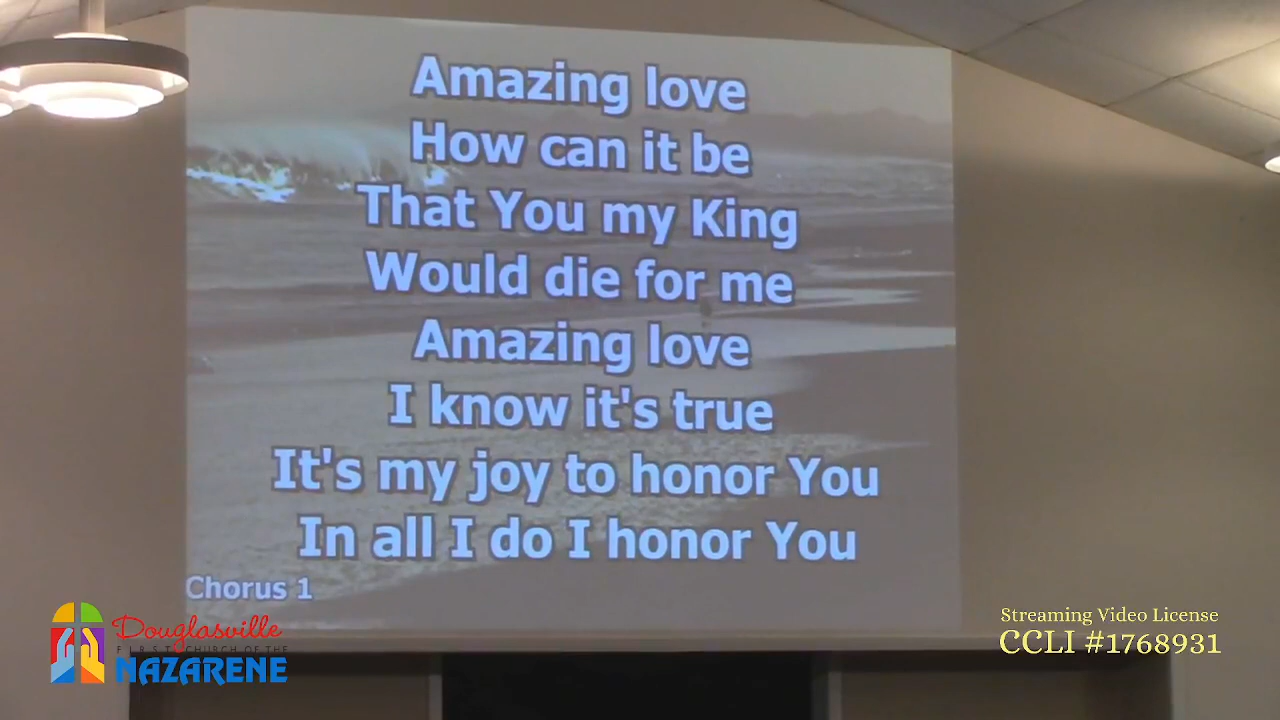 Amazing love
How can it be
That You my King
Would die for me
Amazing love
I know it's true
It's my joy to honor You
In all I do I honor You
Chorus 1
Douglasville
FIRST CHURCH OF THE
NAZARENE
Streaming Video License
CCLI #1768931